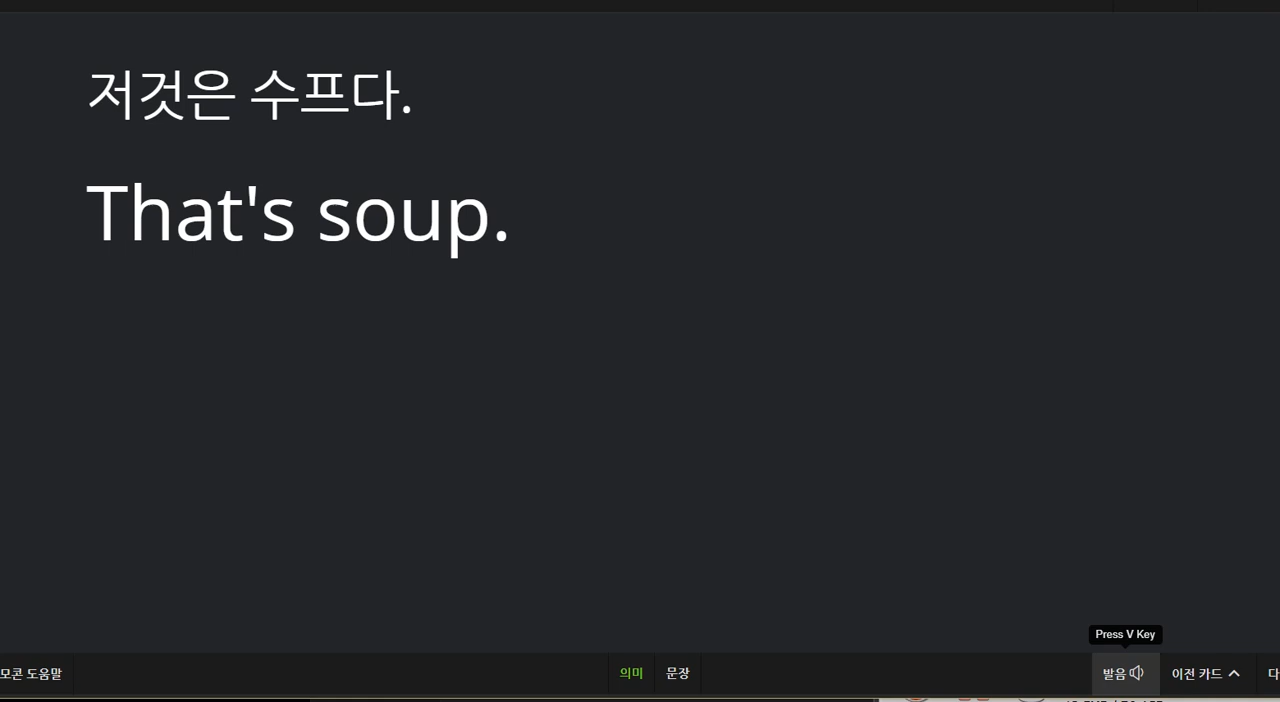 저것은 수프다.
That's soup.
Press V Key
모콘 도움말
의미
문장
발음
이전 카드